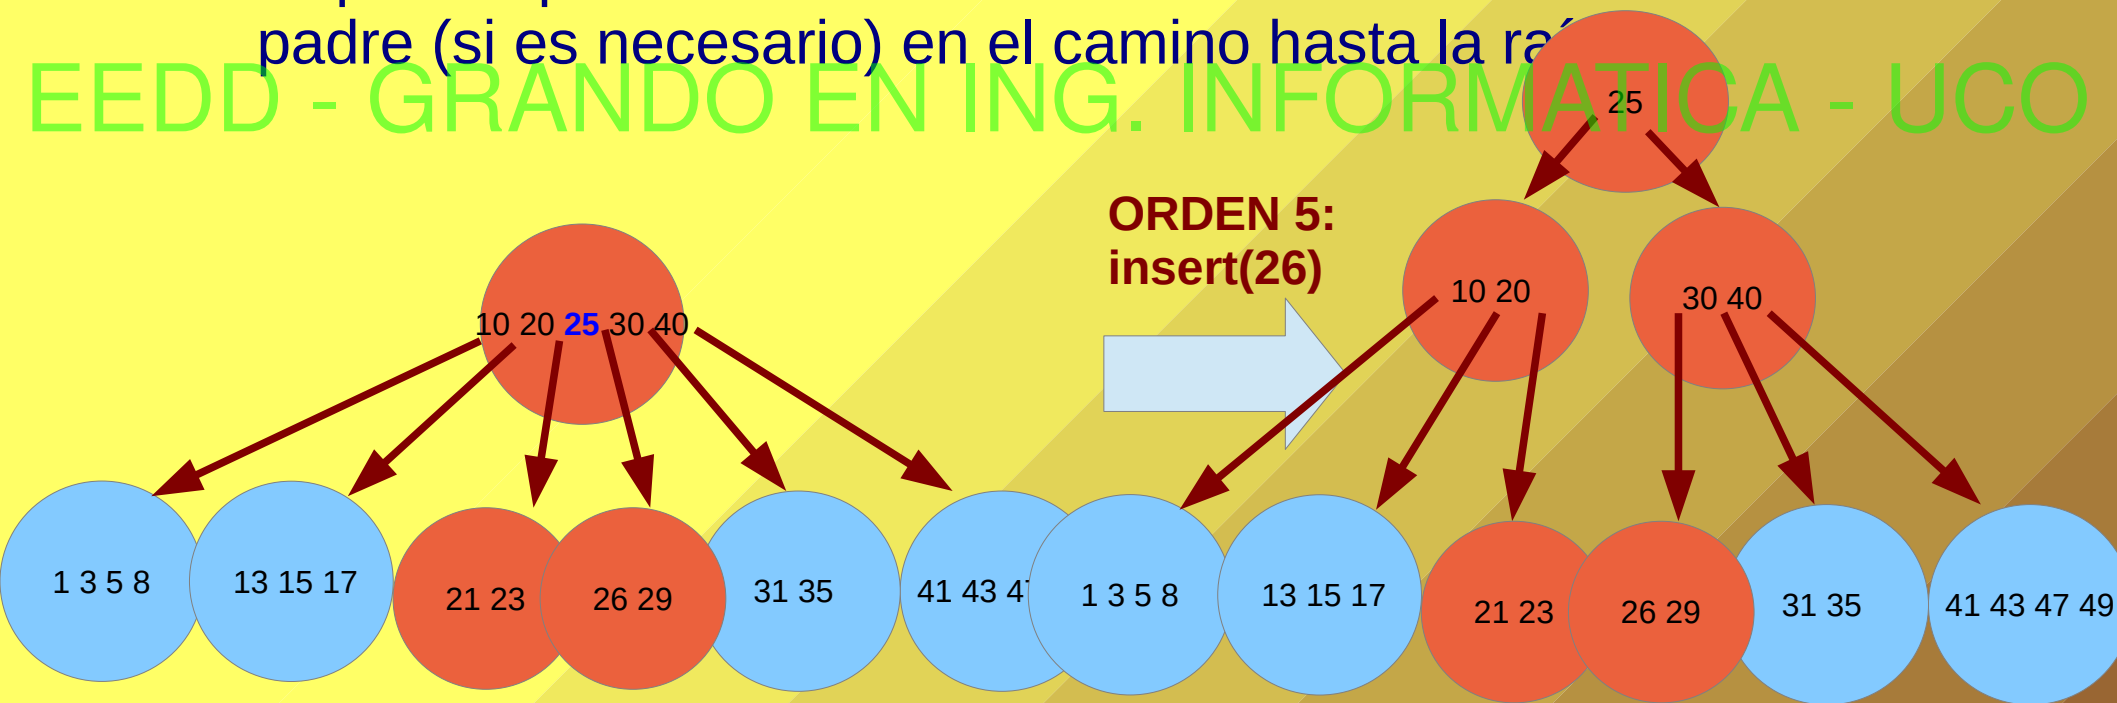 padre (si es necesario) en el camino hasta la
EEDD - GRANDO EN ING. INFORMATICA - UCO
25
ORDEN 5:
insert(26)
10 20 25 30 40
10 20
30 40
1 3 5 8
13 15 17
21 23
26 29
31 35
41 43
1 3 5 8
13 15 17
21 23
26 29
31 35
41 43 47 49